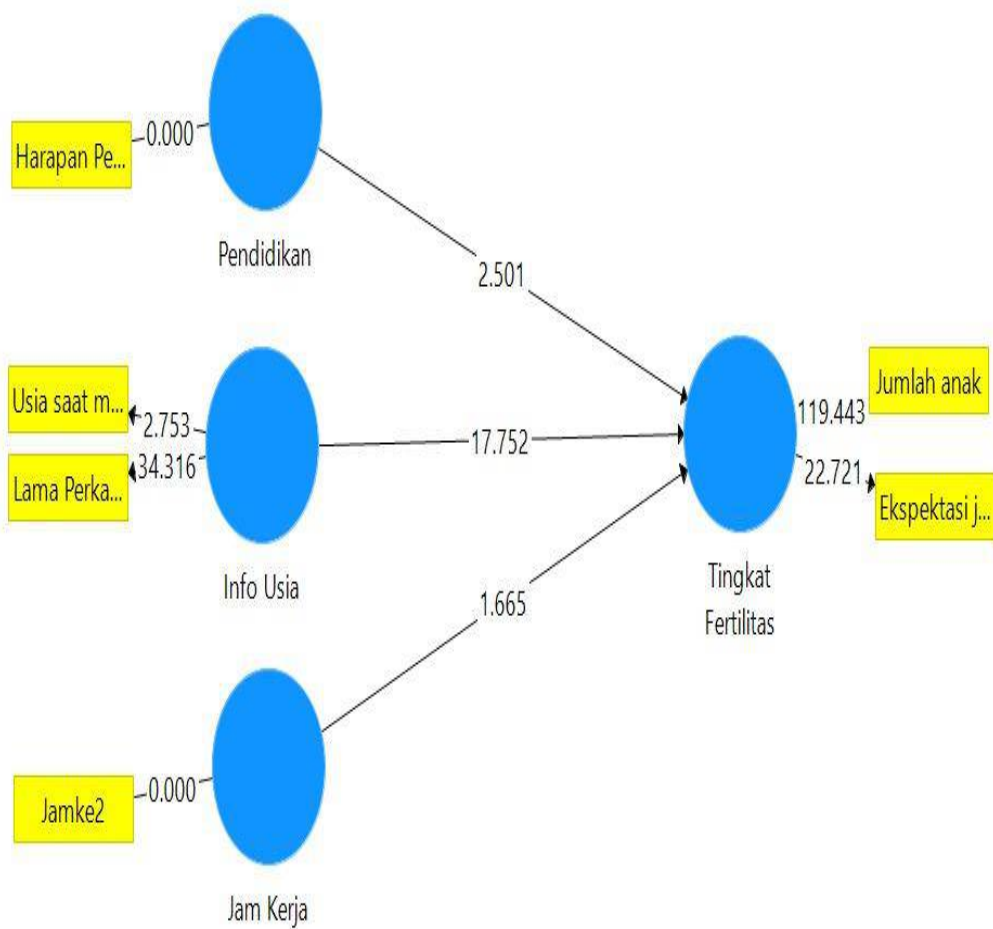 Harapan Pe...
0.000
Pendidikan
2.501
Usia saat m...
2.753
Lama Perka...
34.316
Info Usia
17.752
Jamke2
0.000
Jam Kerja
1.665
Tingkat
Fertilitas
119.443
Jumlah anak
22.721
Ekspektasi j...